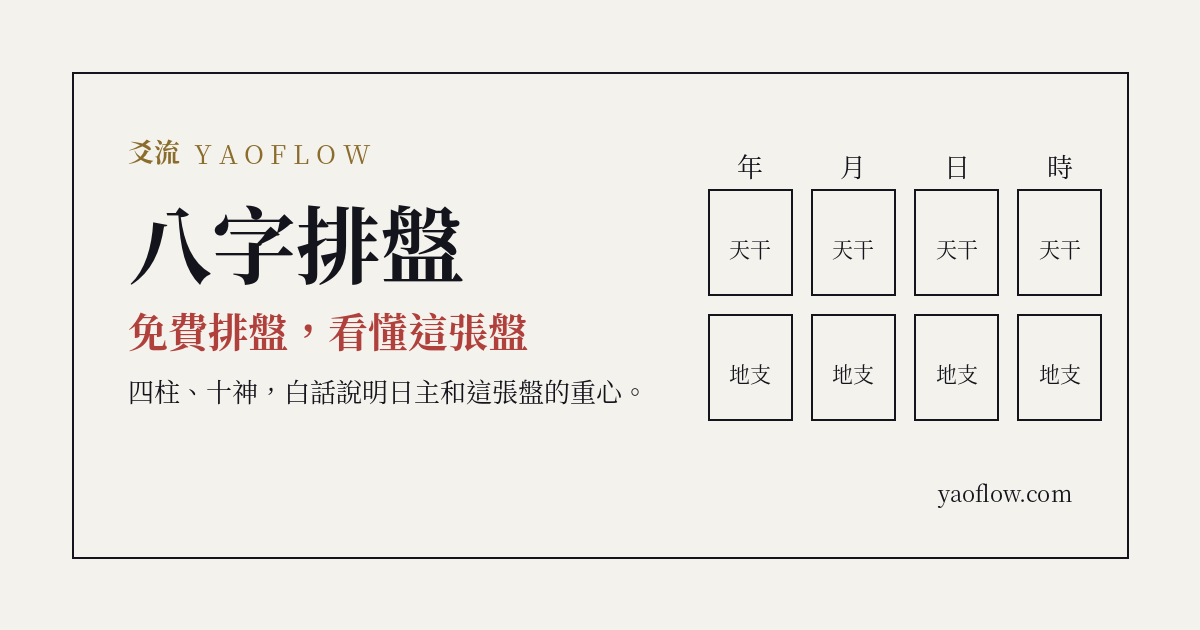 爻流 YAOFLOW
八字排盤
免費排盤，看懂這張盤
四柱、十神，白話說明日主和這張盤的重心。
年 月 日 時
天干 天干 天干 天干
地支 地支 地支 地支
yaoflow.com